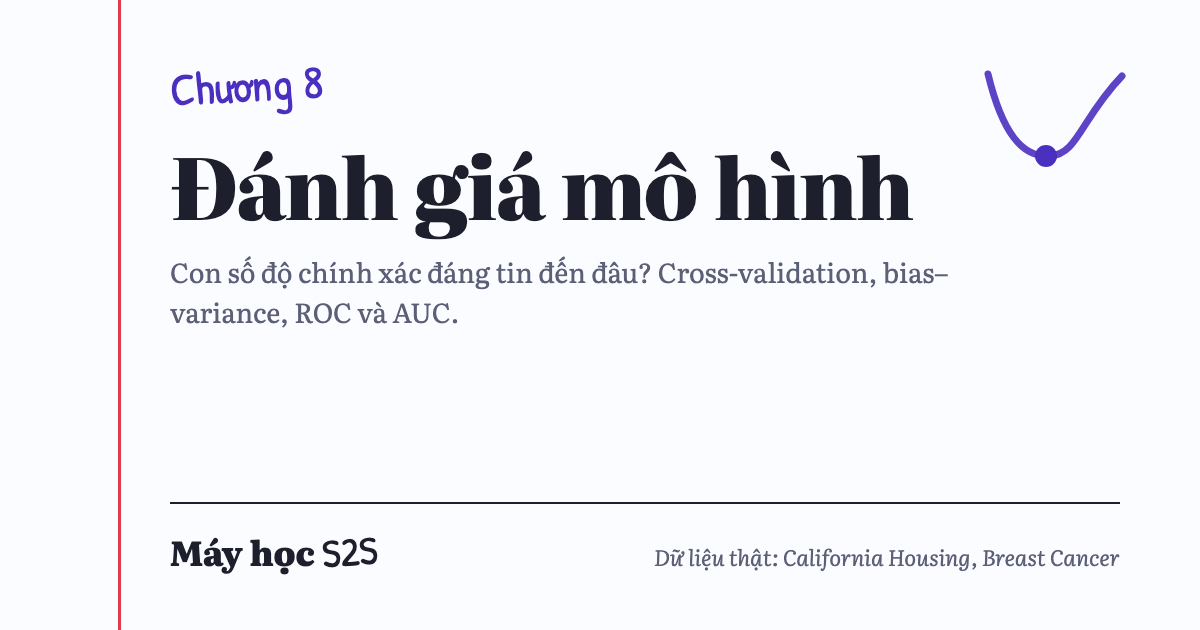 Chương 8
Đánh giá mô hình
Con số độ chính xác đáng tin đến đâu? Cross-validation, bias–
variance, ROC và AUC.
Máy học S2S
Dữ liệu thật: California Housing, Breast Cancer